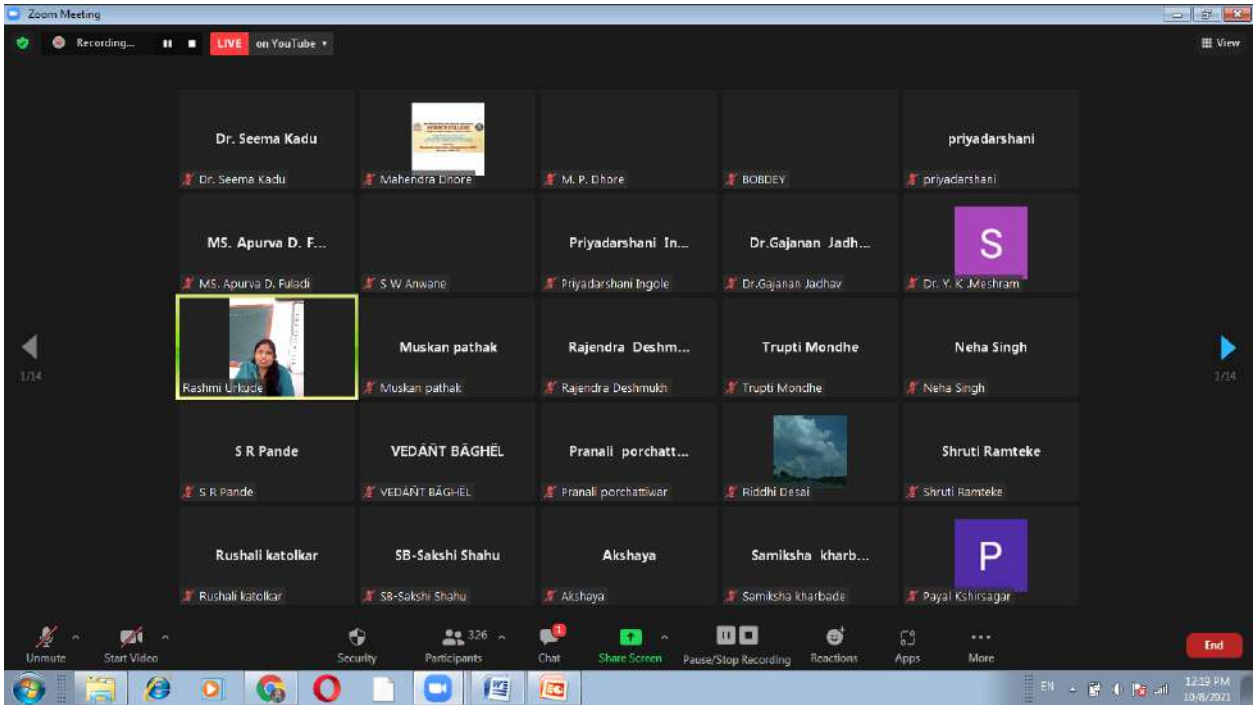 Zoom Meeting
Recording... LIVE on YouTube View
Dr. Seema Kadu priyadarshani
Dr. Seema Kadu Mahendra Dhore M. P. Dhore BOBDEY priyadarshani
MS. Apurva D. F... Priyadarshani In... Dr.Gajanan Jadh... S
MS. Apurva D. Fuladi S W Anwane Priyadarshani Ingole Dr.Gajanan Jadhav Dr. Y. K .Meshram
Muskan pathak Rajendra Deshm... Trupti Mondhe Neha Singh
1/14 1/14
Rashmi Urkude Muskan pathak Rajendra Deshmukh Trupti Mondhe Neha Singh
S R Pande VEDÁÑT BĀGHËL Pranali porchatt... Shruti Ramteke
S R Pande VEDÁÑT BĀGHËL Pranali porchattiwar Riddhi Desai Shruti Ramteke
Rushali katolkar SB-Sakshi Shahu Akshaya Samiksha kharb... P
Rushali katolkar SB-Sakshi Shahu Akshaya Samiksha kharbade Payal Kshirsagar
326 1 End
Unmute Start Video Security Participants Chat Share Screen Pause/Stop Recording Reactions Apps More
EN 12:19 PM
10/8/2021